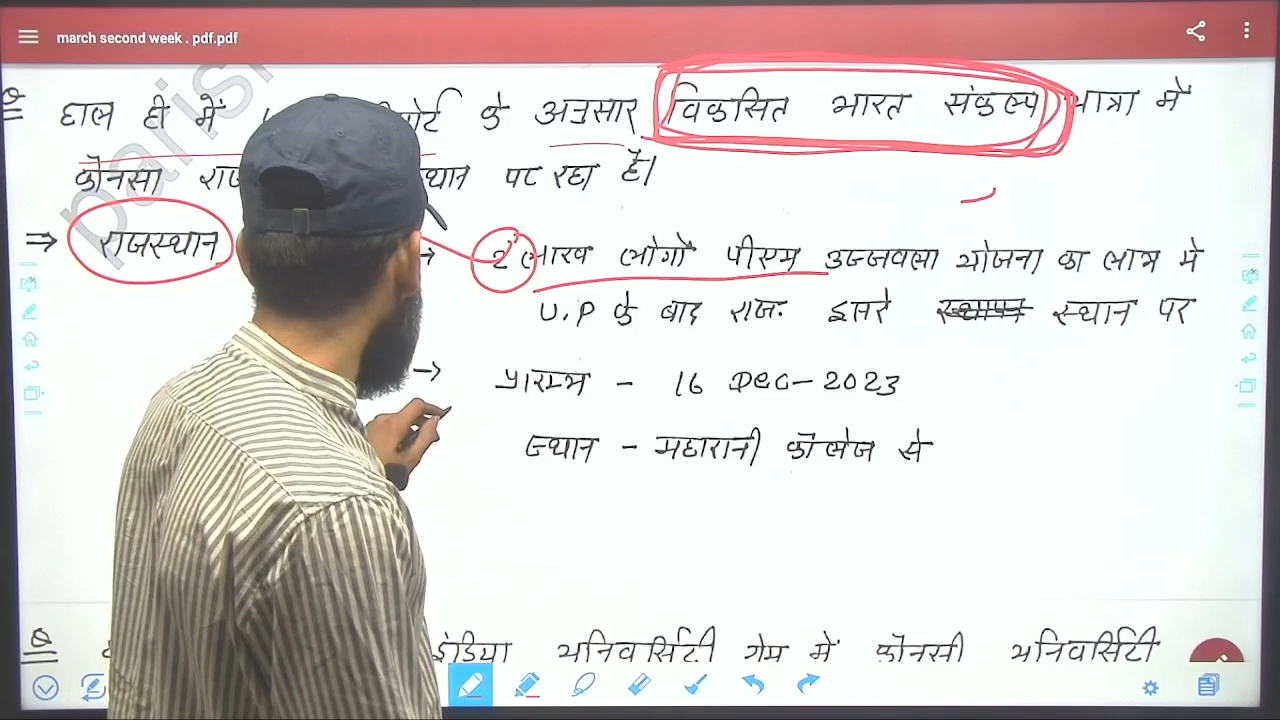 march second week . pdf.pdf
Q हाल ही में के अनुसार विकसित भारत संकल्प यात्रा में
कौनसा पर रहा है।
⇒ राजस्थान → 2 लाख लोगों पीएम उज्जवला योजना का लाभ में
U.P के बाद राज. दूसरे स्थान पर
→ प्रारम्भ - 16 Dec-2023
स्थान - महारानी कॉलेज से
Q इंडिया युनिवर्सिटी गेम में कौनसी युनिवर्सिटी